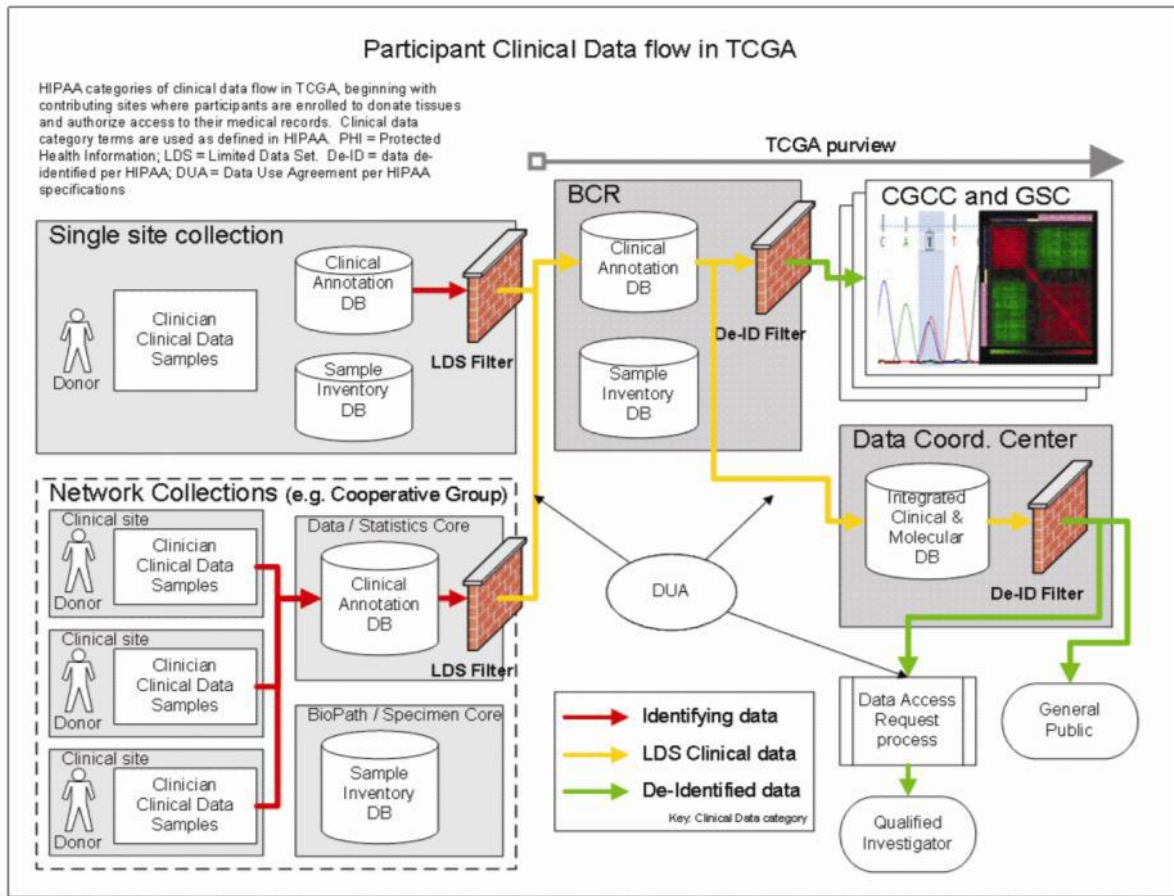 Participant Clinical Data flow in TCGA
HIPAA categories of clinical data flow in TCGA, beginning with
contributing sites where participants are enrolled to donate tissues
and authorize access to their medical records.  Clinical data
category terms are used as defined in HIPAA.  PHI = Protected
Health Information; LDS = Limited Data Set.  De-ID = data de-
identified per HIPAA; DUA = Data Use Agreement per HIPAA
specifications
TCGA purview
Single site collection
Donor
Clinician
Clinical Data
Samples
Clinical
Annotation
DB
Sample
Inventory
DB
LDS Filter
BCR
Clinical
Annotation
DB
Sample
Inventory
DB
De-ID Filter
CGCC and GSC
C A T T
Network Collections (e.g. Cooperative Group)
Clinical site
Donor
Clinician
Clinical Data
Samples
Clinical site
Donor
Clinician
Clinical Data
Samples
Clinical site
Donor
Clinician
Clinical Data
Samples
Data / Statistics Core
Clinical
Annotation
DB
LDS Filter
BioPath / Specimen Core
Sample
Inventory
DB
DUA
Data Coord. Center
Integrated
Clinical &
Molecular
DB
De-ID Filter
Data Access
Request
process
General
Public
Qualified
Investigator
Identifying data
LDS Clinical data
De-Identified data
Key: Clinical Data category